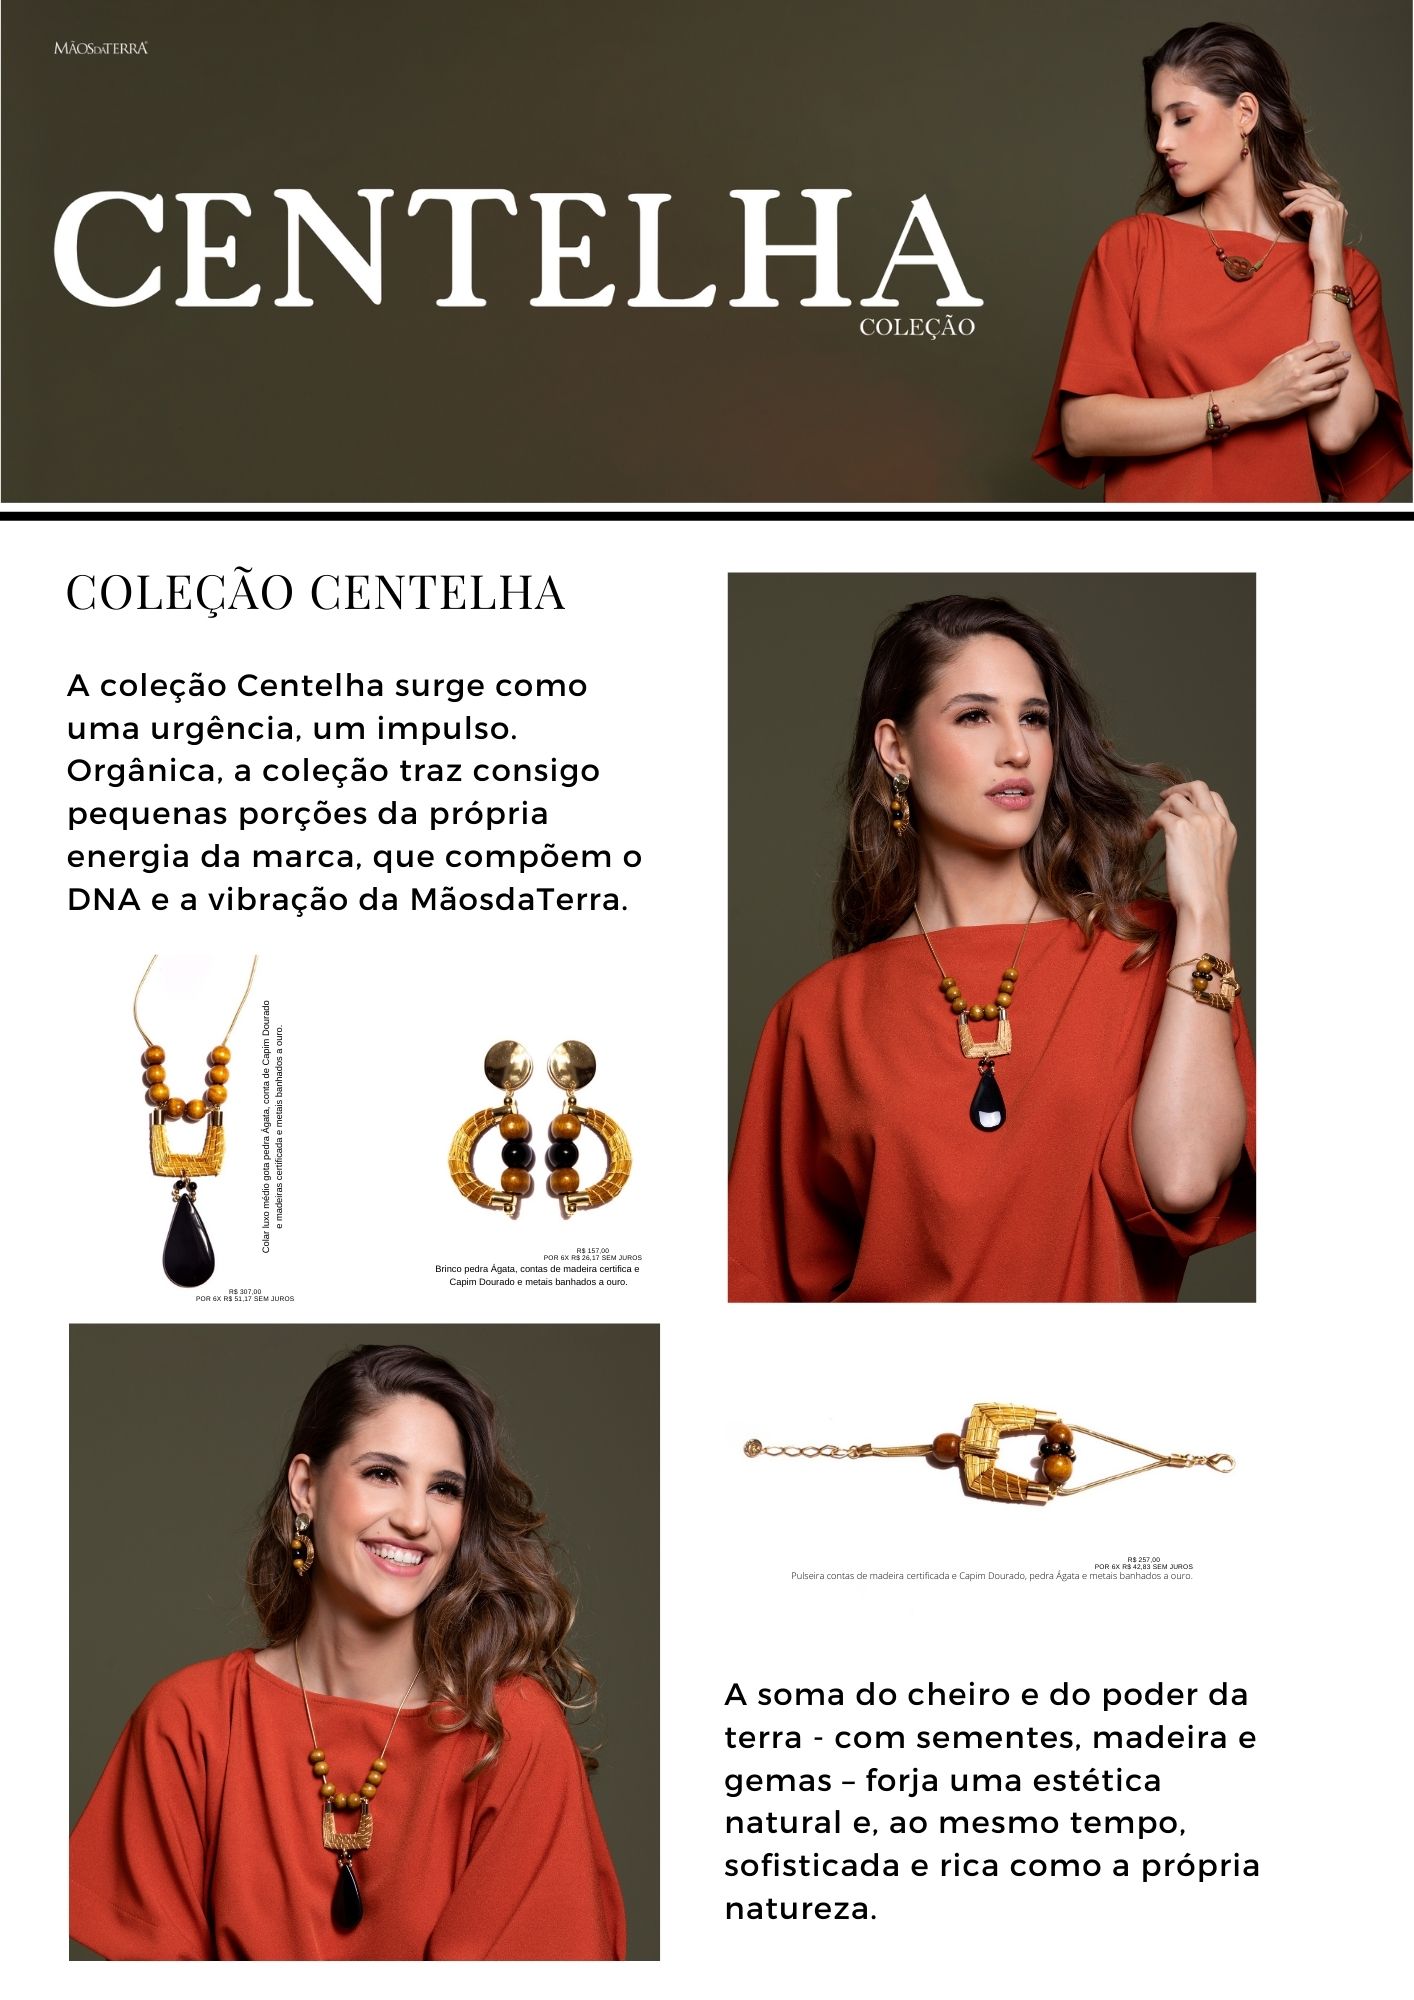 MÃOSDATERRA
CENTELHA
COLEÇÃO
COLEÇÃO CENTELHA
A coleção Centelha surge como
uma urgência, um impulso.
Orgânica, a coleção traz consigo
pequenas porções da própria
energia da marca, que compõem o
DNA e a vibração da MãosdaTerra.
Colar luxo médio gota pedra Ágata, conta de Capim Dourado
e madeiras certificada e metais banhados a ouro.
R$ 307,00
POR 6X R$ 51,17 SEM JUROS
R$ 157,00
POR 6X R$ 26,17 SEM JUROS
Brinco pedra Ágata, contas de madeira certifica e
Capim Dourado e metais banhados a ouro.
R$ 257,00
POR 6X R$ 42,83 SEM JUROS
Pulseira contas de madeira certificada e Capim Dourado, pedra Ágata e metais banhados a ouro.
A soma do cheiro e do poder da
terra - com sementes, madeira e
gemas – forja uma estética
natural e, ao mesmo tempo,
sofisticada e rica como a própria
natureza.